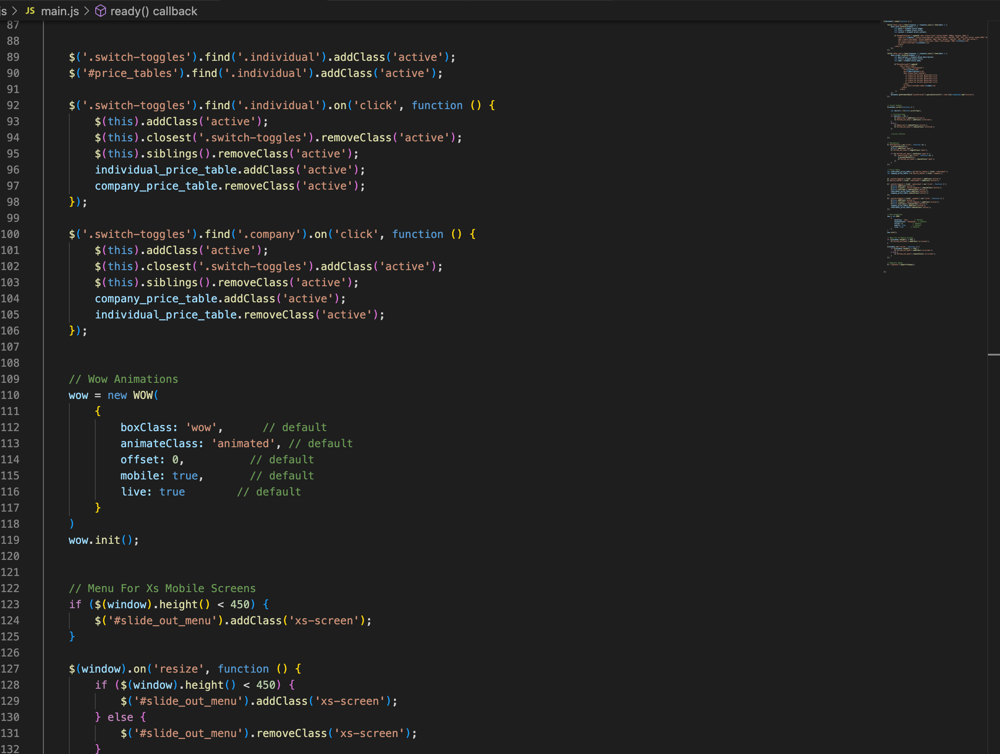 js > JS main.js > ready() callback
87
88
89 $('.switch-toggles').find('.individual').addClass('active');
90 $('#price_tables').find('.individual').addClass('active');
91
92 $('.switch-toggles').find('.individual').on('click', function () {
93 $(this).addClass('active');
94 $(this).closest('.switch-toggles').removeClass('active');
95 $(this).siblings().removeClass('active');
96 individual_price_table.addClass('active');
97 company_price_table.removeClass('active');
98 });
99
100 $('.switch-toggles').find('.company').on('click', function () {
101 $(this).addClass('active');
102 $(this).closest('.switch-toggles').addClass('active');
103 $(this).siblings().removeClass('active');
104 company_price_table.addClass('active');
105 individual_price_table.removeClass('active');
106 });
107
108
109 // Wow Animations
110 wow = new WOW(
111 {
112 boxClass: 'wow', // default
113 animateClass: 'animated', // default
114 offset: 0, // default
115 mobile: true, // default
116 live: true // default
117 }
118 )
119 wow.init();
120
121
122 // Menu For Xs Mobile Screens
123 if ($(window).height() < 450) {
124 $('#slide_out_menu').addClass('xs-screen');
125 }
126
127 $(window).on('resize', function () {
128 if ($(window).height() < 450) {
129 $('#slide_out_menu').addClass('xs-screen');
130 } else {
131 $('#slide_out_menu').removeClass('xs-screen');
132 }